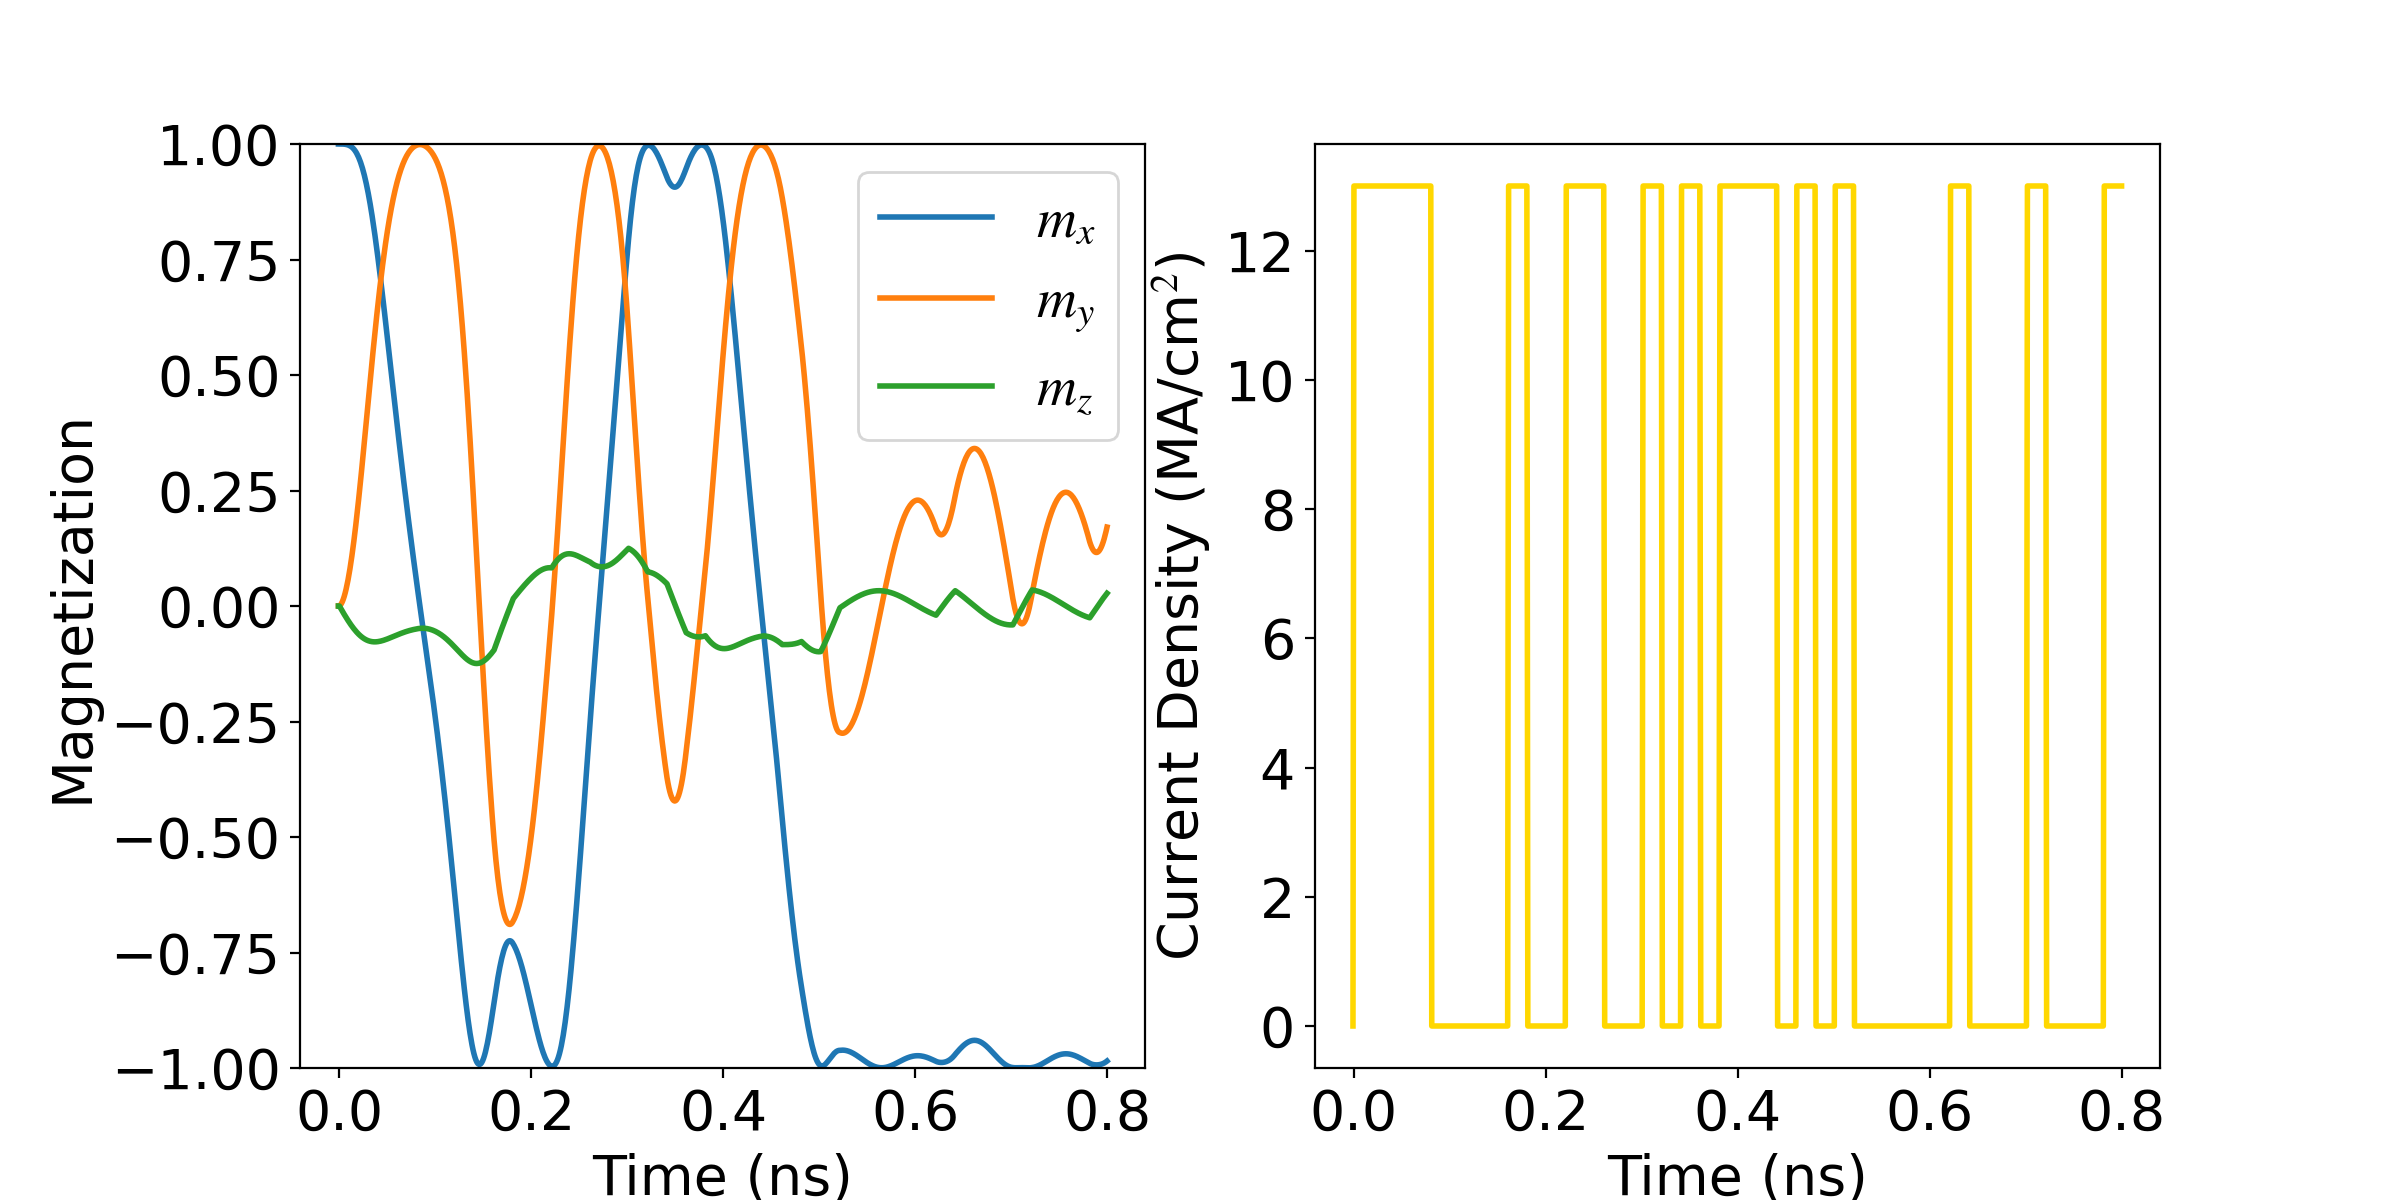 Magnetization
1.00
0.75
0.50
0.25
0.00
−0.25
−0.50
−0.75
−1.00
0.0 0.2 0.4 0.6 0.8
Time (ns)
m_x
m_y
m_z
Current Density (MA/cm²)
12
10
8
6
4
2
0
0.0 0.2 0.4 0.6 0.8
Time (ns)